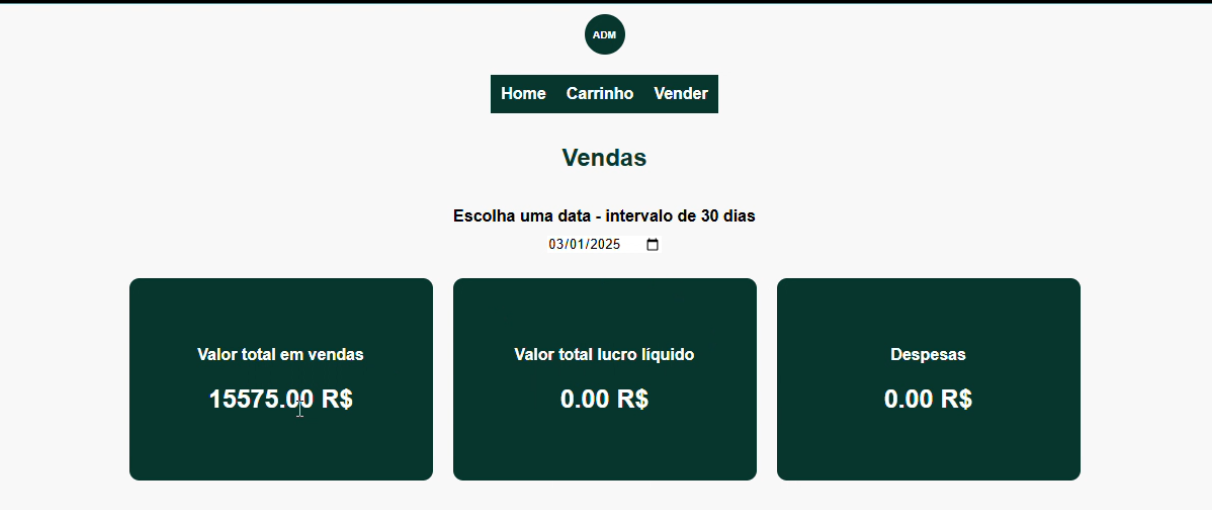 ADM
Home Carrinho Vender
Vendas
Escolha uma data - intervalo de 30 dias
03/01/2025
Valor total em vendas
15575.00 R$
Valor total lucro líquido
0.00 R$
Despesas
0.00 R$